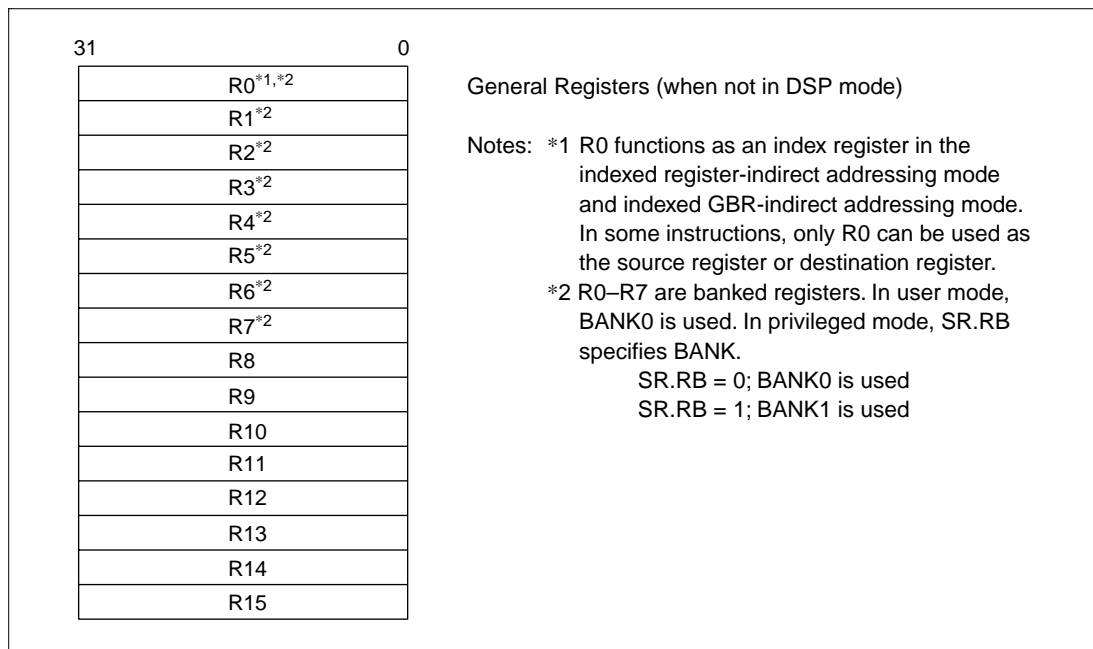 31 0
R0*1,*2
R1*2
R2*2
R3*2
R4*2
R5*2
R6*2
R7*2
R8
R9
R10
R11
R12
R13
R14
R15
General Registers (when not in DSP mode)
Notes: *1 R0 functions as an index register in the
indexed register-indirect addressing mode
and indexed GBR-indirect addressing mode.
In some instructions, only R0 can be used as
the source register or destination register.
*2 R0–R7 are banked registers. In user mode,
BANK0 is used. In privileged mode, SR.RB
specifies BANK.
SR.RB = 0; BANK0 is used
SR.RB = 1; BANK1 is used